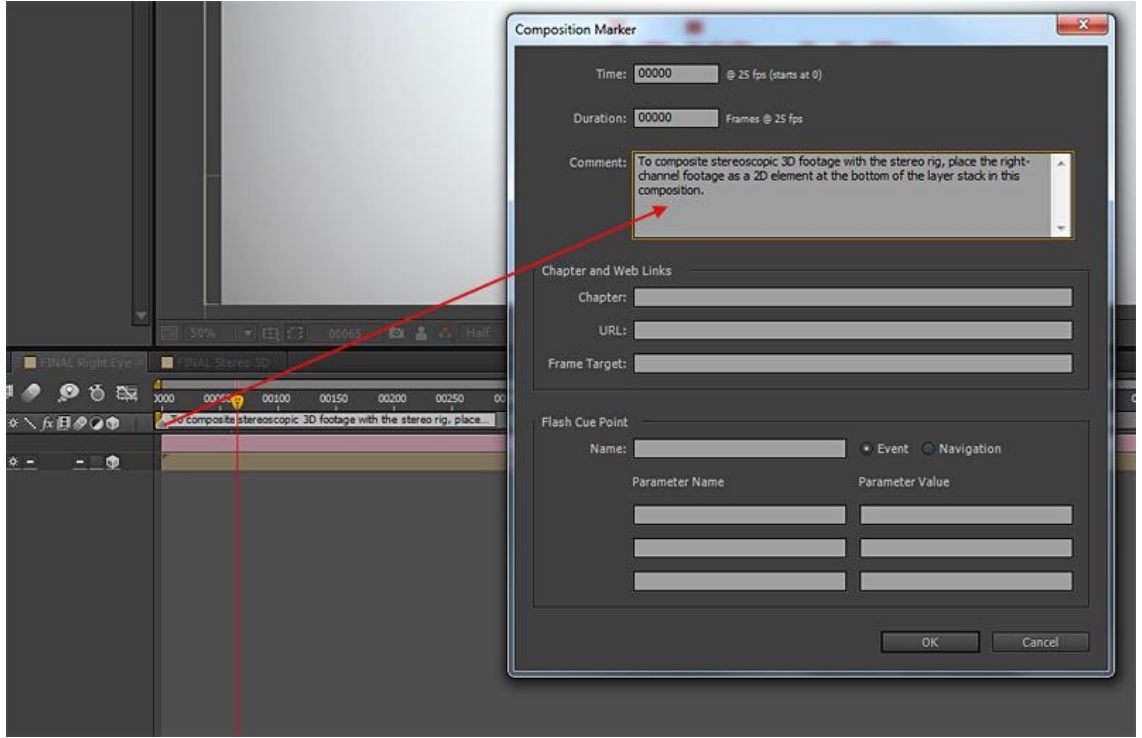 Composition Marker
Time: 00000 @ 25 fps (starts at 0)
Duration: 00000 Frames @ 25 fps
Comment: To composite stereoscopic 3D footage with the stereo rig, place the right-
channel footage as a 2D element at the bottom of the layer stack in this
composition.
Chapter and Web Links
Chapter:
URL:
Frame Target:
Flash Cue Point
Name: Event Navigation
Parameter Name Parameter Value
OK Cancel
50% 00065 Half
FINAL Right Eye FINAL Stereo 3D
00100 00150 00200 00250
To composite stereoscopic 3D footage with the stereo rig, place...
fx